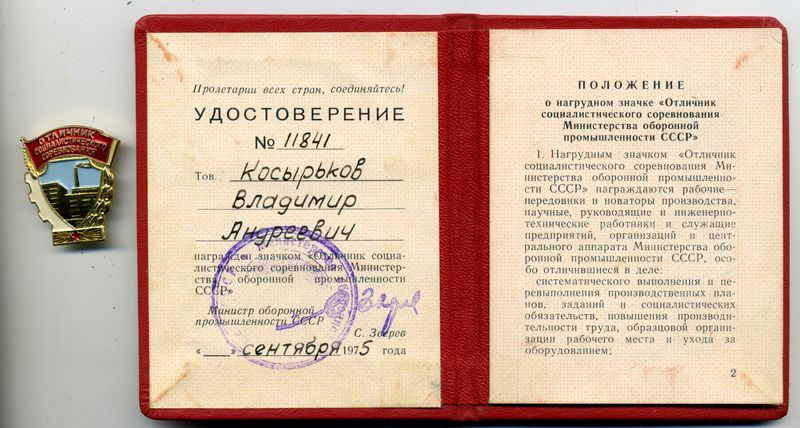 ОТЛИЧНИК
СОЦИАЛИСТИЧЕСКОГО
СОРЕВНОВАНИЯ
Пролетарии всех стран, соединяйтесь!
УДОСТОВЕРЕНИЕ
№ 11841
Тов. Косырьков
Владимир
Андреевич
награжден значком «Отличник социа-
листического соревнования Министер-
ства оборонной промышленности
СССР»
Министр оборонной
промышленности СССР
С. Зверев
« » сентября 1975 года
ПОЛОЖЕНИЕ
о нагрудном значке «Отличник
социалистического соревнования
Министерства оборонной
промышленности СССР»
1. Нагрудным значком «Отличник
социалистического соревнования Ми-
нистерства оборонной промышленно-
сти СССР» награждаются рабочие—
передовики и новаторы производства,
научные, руководящие и инженерно-
технические работники и служащие
предприятий, организаций и цент-
рального аппарата Министерства обо-
ронной промышленности СССР, осо-
бо отличившиеся в деле:
систематического выполнения и пе-
ревыполнения производственных пла-
нов, заданий и социалистических
обязательств, повышения производи-
тельности труда, образцовой органи-
зации рабочего места и ухода за
оборудованием;
2